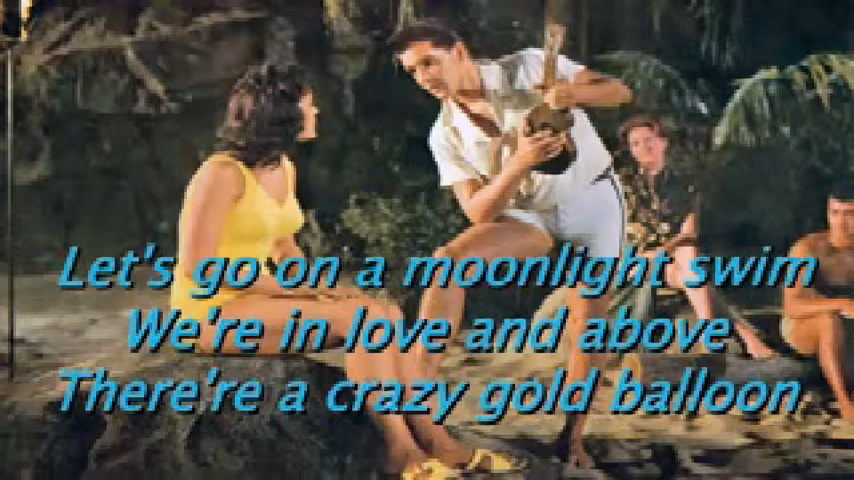 Let's go on a moonlight swim
We're in love and above
There're a crazy gold balloon